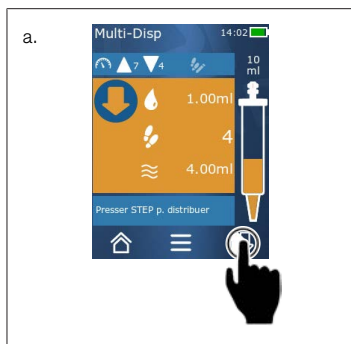 a.
Multi-Disp 14:02
7 4 10 ml
1.00ml
4
4.00ml
Presser STEP p. distribuer